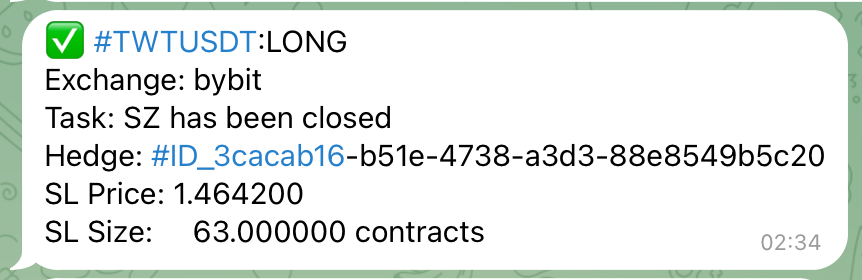 ✅ #TWTUSDT:LONG
Exchange: bybit
Task: SZ has been closed
Hedge: #ID_3cacab16-b51e-4738-a3d3-88e8549b5c20
SL Price: 1.464200
SL Size: 63.000000 contracts
02:34